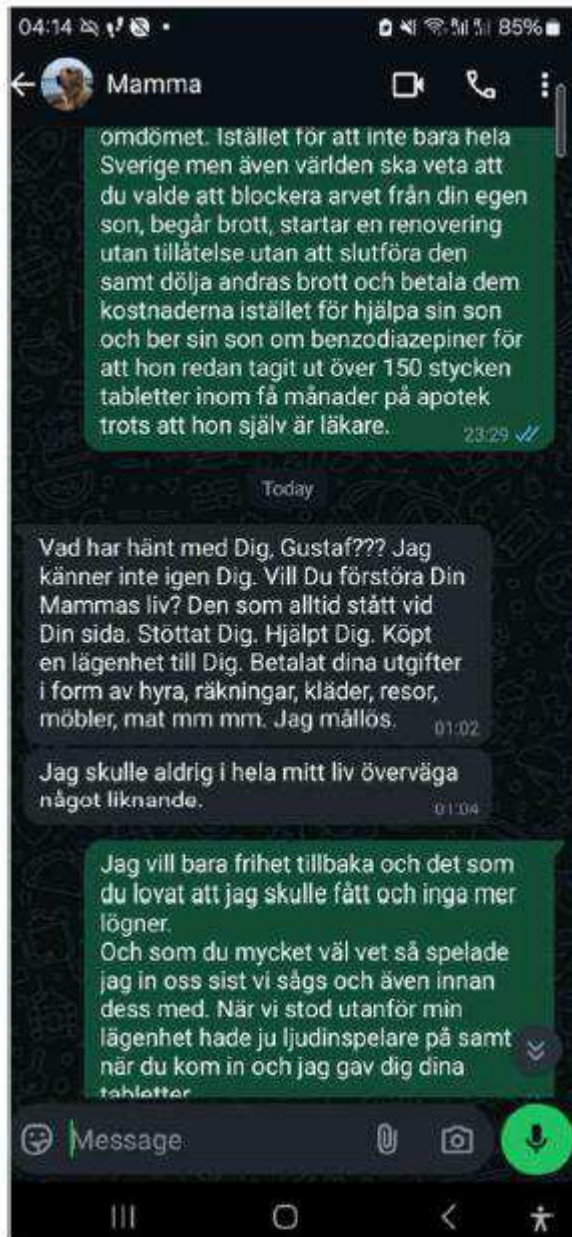 04:14
85%
Mamma
omdömet. Istället för att inte bara hela
Sverige men även världen ska veta att
du valde att blockera arvet från din egen
son, begår brott, startar en renovering
utan tillåtelse utan att slutföra den
samt dölja andras brott och betala dem
kostnaderna istället för hjälpa sin son
och ber sin son om benzodiazepiner för
att hon redan tagit ut över 150 stycken
tabletter inom få månader på apotek
trots att hon själv är läkare.
23:29
Today
Vad har hänt med Dig, Gustaf??? Jag
känner inte igen Dig. Vill Du förstöra Din
Mammas liv? Den som alltid stått vid
Din sida. Stöttat Dig. Hjälpt Dig. Köpt
en lägenhet till Dig. Betalat dina utgifter
i form av hyra, räkningar, kläder, resor,
möbler, mat mm mm. Jag mållös.
01:02
Jag skulle aldrig i hela mitt liv överväga
något liknande.
01:04
Jag vill bara frihet tillbaka och det som
du lovat att jag skulle fått och inga mer
lögner.
Och som du mycket väl vet så spelade
jag in oss sist vi sågs och även innan
dess med. När vi stod utanför min
lägenhet hade ju ljudinspelare på samt
när du kom in och jag gav dig dina
tabletter
Message